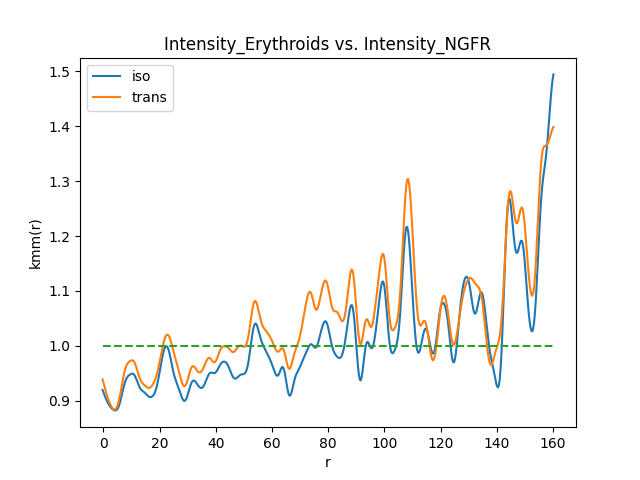 Intensity_Erythroids vs. Intensity_NGFR
iso
trans
kmm(r)
1.5
1.4
1.3
1.2
1.1
1.0
0.9
0 20 40 60 80 100 120 140 160
r